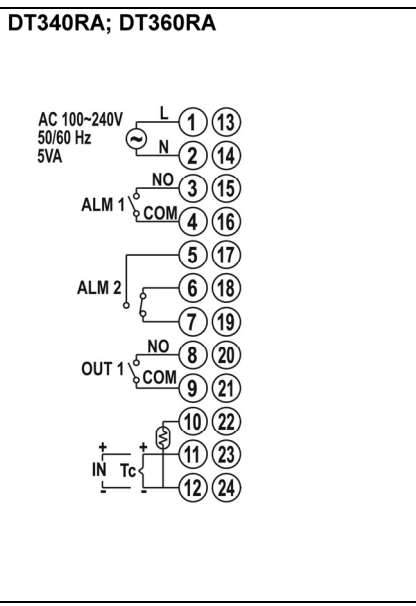 DT340RA; DT360RA
AC 100~240V
50/60 Hz
5VA
L
N
1 13
2 14
NO
3 15
ALM 1
COM
4 16
5 17
ALM 2
6 18
7 19
NO
8 20
OUT 1
COM
9 21
10 22
+ +
11 23
IN Tc
- -
12 24